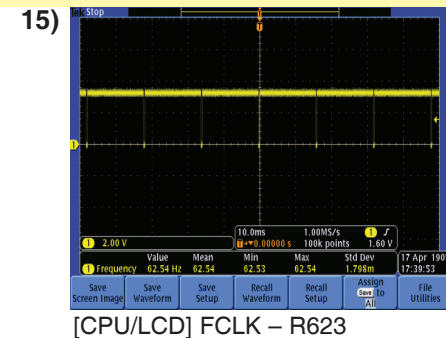 15)
Tek Stop
1
10.0ms 1.00MS/s 1
1 2.00 V 0.00000 s 100k points 1.60 V
Value Mean Min Max Std Dev 17 Apr 190
1 Frequency 62.54 Hz 62.54 62.53 62.54 1.798m 17:39:53
Save Screen Image Save Waveform Save Setup Recall Waveform Recall Setup Assign Save to All File Utilities
[CPU/LCD] FCLK – R623